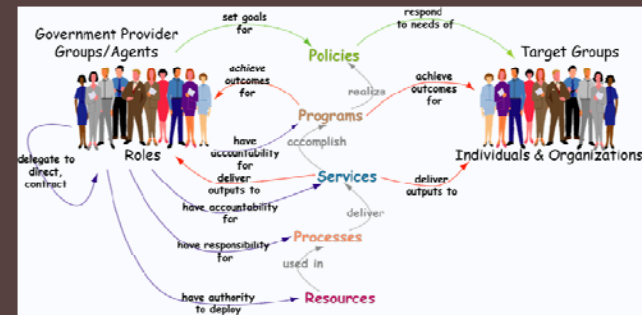 Government Provider
Groups/Agents
set goals
for
respond
to needs of
Policies
Target Groups
achieve
outcomes
for
realize
achieve
outcomes
for
Programs
have
accountability
for
accomplish
delegate to
direct,
contract
Roles
Individuals & Organizations
deliver
outputs to
Services
deliver
outputs to
have accountability
for
deliver
have responsibility
for
Processes
used in
have authority
to deploy
Resources